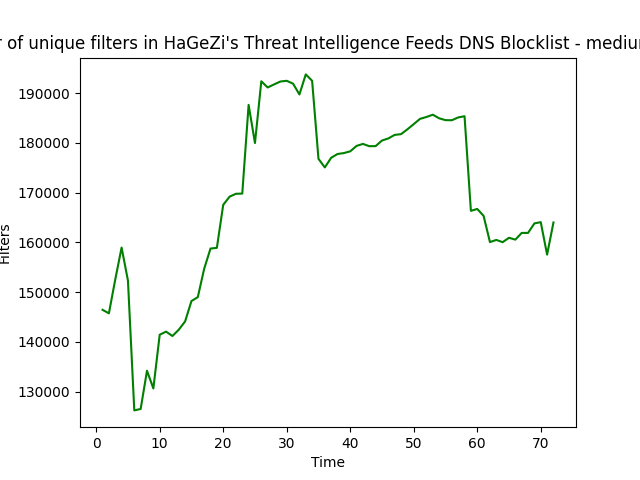 r of unique filters in HaGeZi's Threat Intelligence Feeds DNS Blocklist - mediu
190000
180000
170000
160000
150000
140000
130000
Filters
0 10 20 30 40 50 60 70
Time